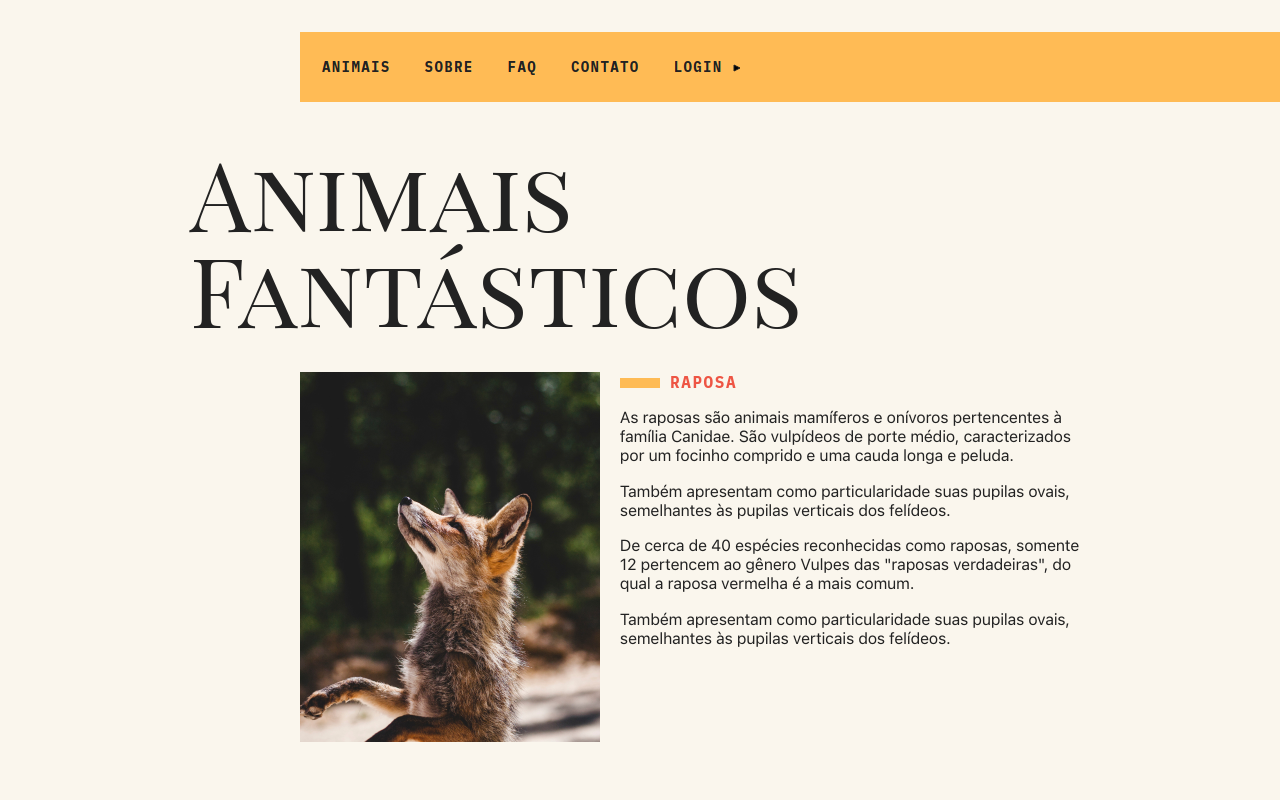 ANIMAIS SOBRE FAQ CONTATO LOGIN ▸
Animais
Fantásticos
RAPOSA
As raposas são animais mamíferos e onívoros pertencentes à
família Canidae. São vulpídeos de porte médio, caracterizados
por um focinho comprido e uma cauda longa e peluda.
Também apresentam como particularidade suas pupilas ovais,
semelhantes às pupilas verticais dos felídeos.
De cerca de 40 espécies reconhecidas como raposas, somente
12 pertencem ao gênero Vulpes das "raposas verdadeiras", do
qual a raposa vermelha é a mais comum.
Também apresentam como particularidade suas pupilas ovais,
semelhantes às pupilas verticais dos felídeos.